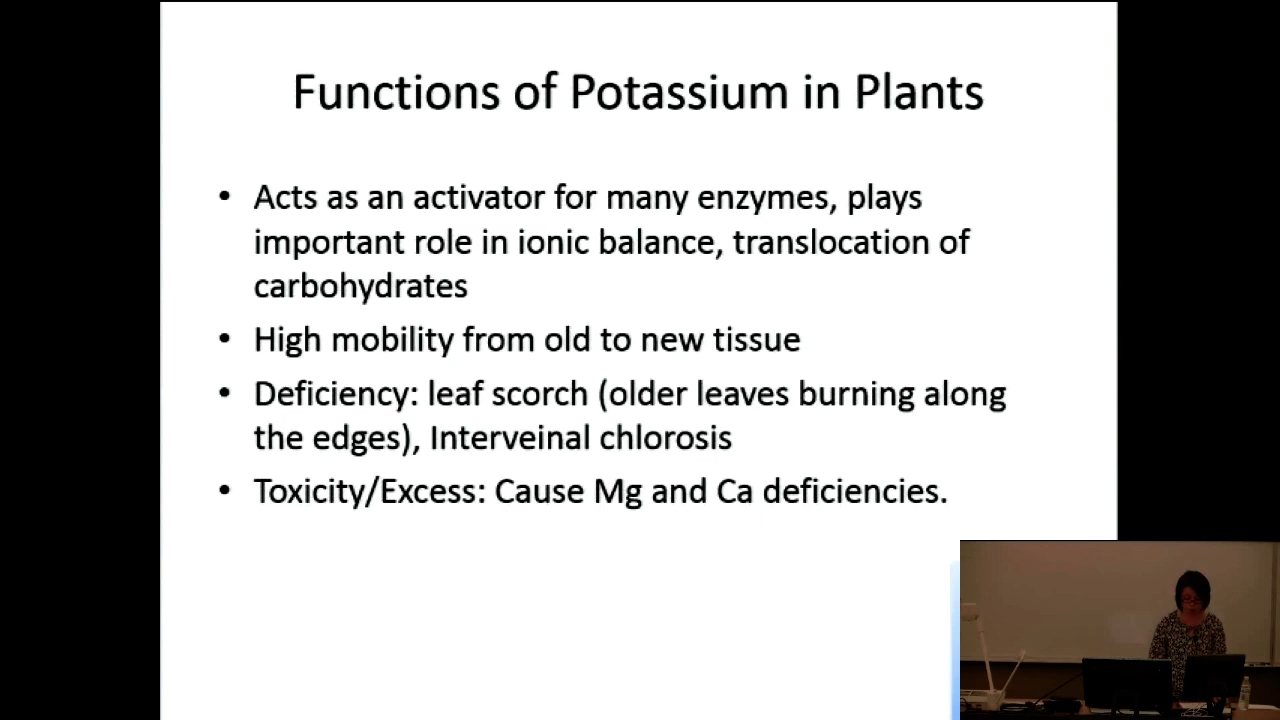 Functions of Potassium in Plants
• Acts as an activator for many enzymes, plays
important role in ionic balance, translocation of
carbohydrates
• High mobility from old to new tissue
• Deficiency: leaf scorch (older leaves burning along
the edges), Interveinal chlorosis
• Toxicity/Excess: Cause Mg and Ca deficiencies.